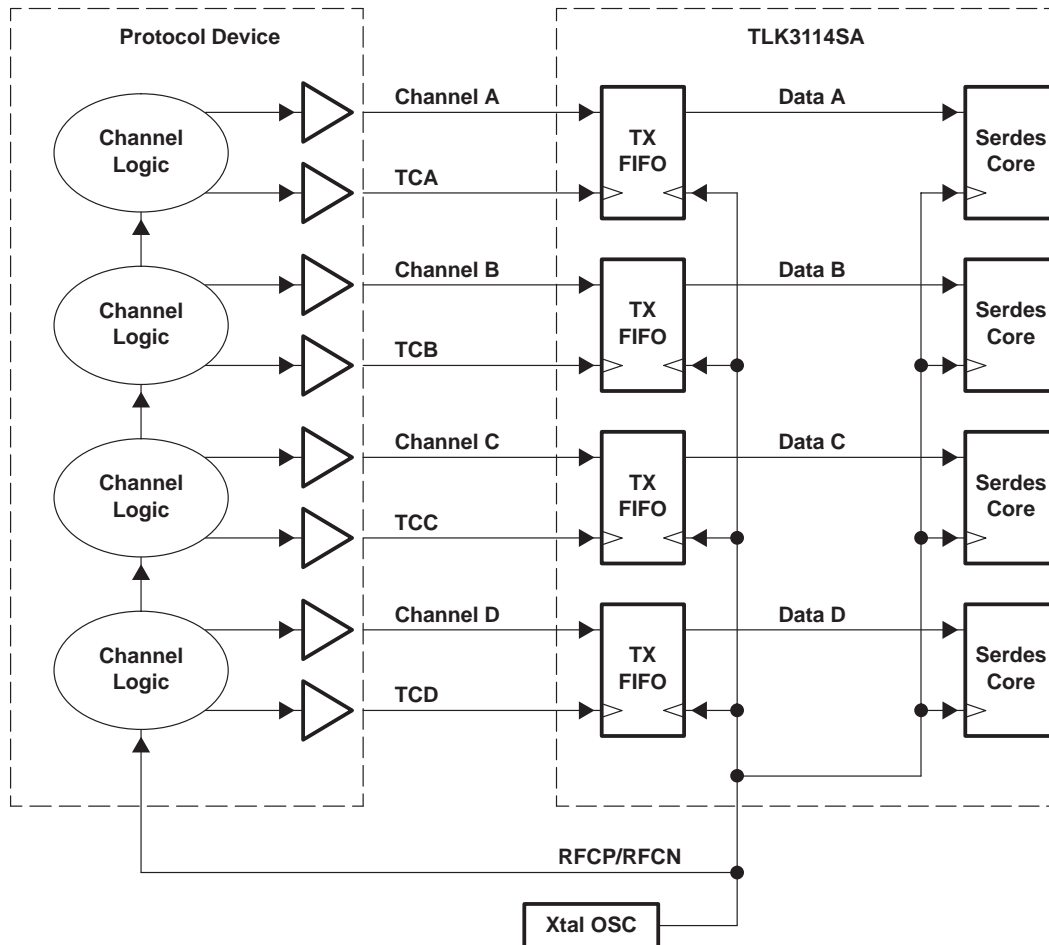 Protocol Device
TLK3114SA
Channel A
Data A
Channel
Logic
TX
FIFO
Serdes
Core
TCA
Channel B
Data B
Channel
Logic
TX
FIFO
Serdes
Core
TCB
Channel C
Data C
Channel
Logic
TX
FIFO
Serdes
Core
TCC
Channel D
Data D
Channel
Logic
TX
FIFO
Serdes
Core
TCD
RFCP/RFCN
Xtal OSC